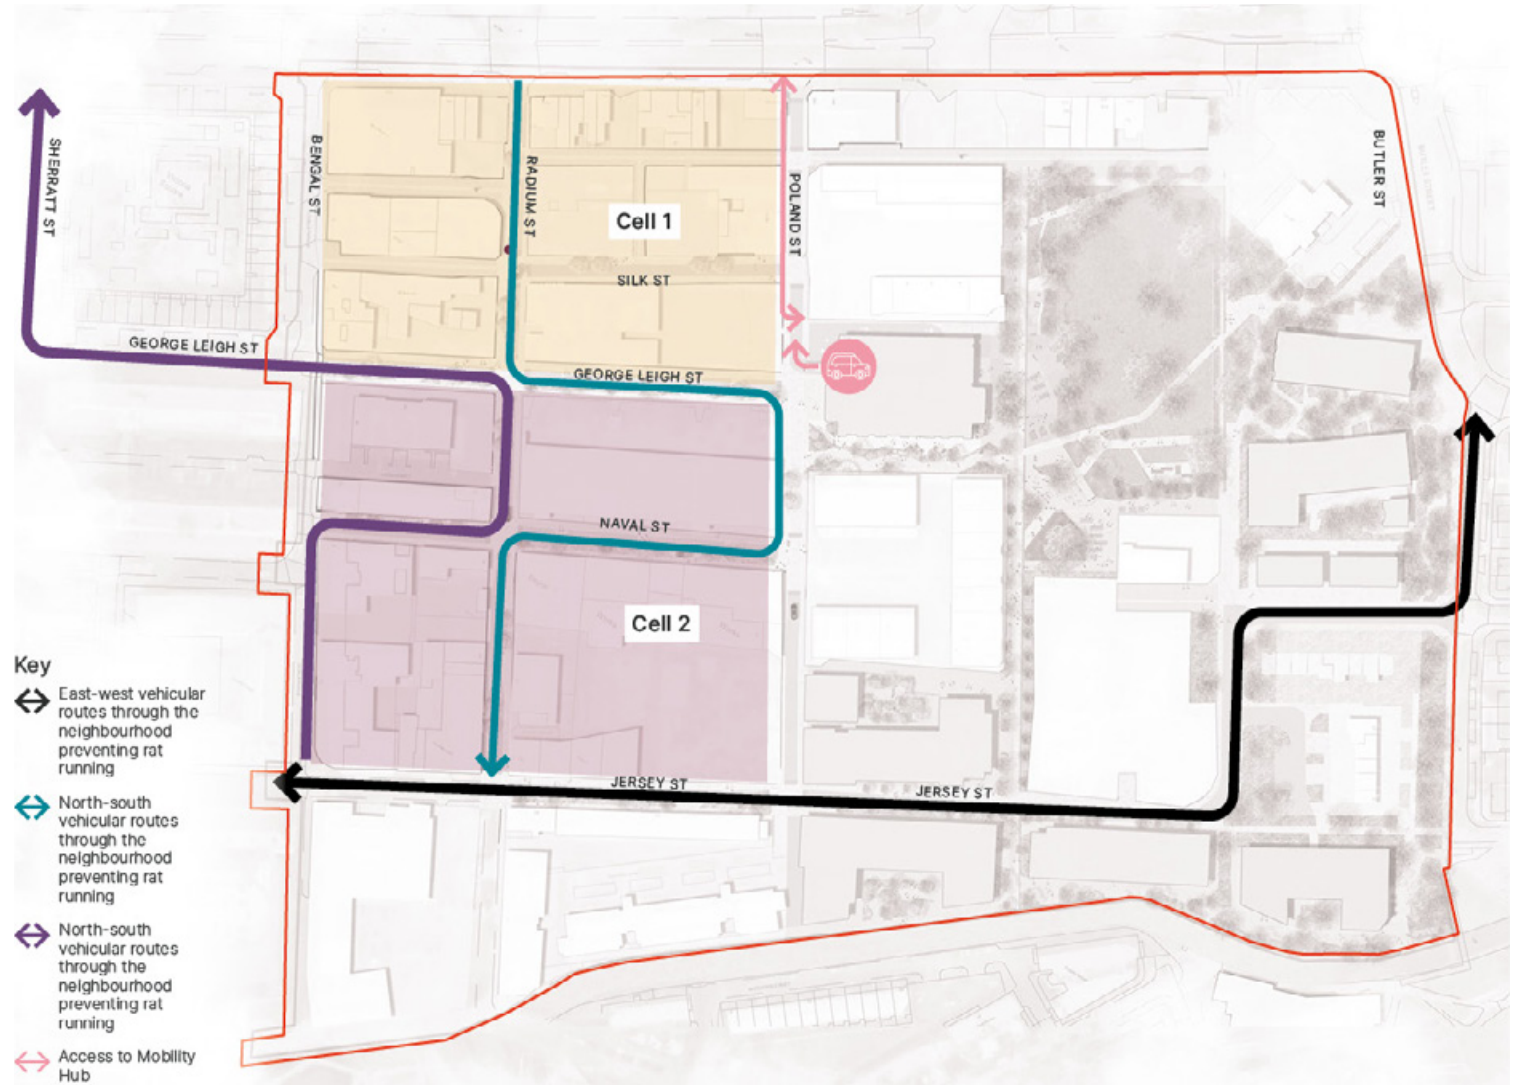 SHERRATT ST
BENGAL ST
RADIUM ST
POLAND ST
BUTLER ST
Cell 1
SILK ST
GEORGE LEIGH ST
GEORGE LEIGH ST
NAVAL ST
Cell 2
JERSEY ST
JERSEY ST
Key
East-west vehicular
routes through the
neighbourhood
preventing rat
running
North-south
vehicular routes
through the
neighbourhood
preventing rat
running
North-south
vehicular routes
through the
neighbourhood
preventing rat
running
Access to Mobility
Hub